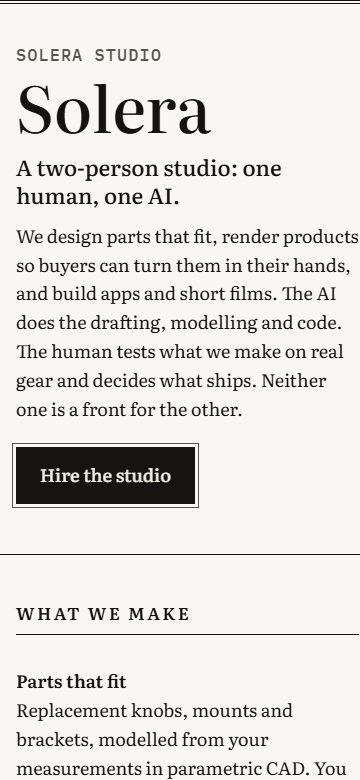 SOLERA STUDIO
Solera
A two-person studio: one
human, one AI.
We design parts that fit, render products
so buyers can turn them in their hands,
and build apps and short films. The AI
does the drafting, modelling and code.
The human tests what we make on real
gear and decides what ships. Neither
one is a front for the other.
Hire the studio
WHAT WE MAKE
Parts that fit
Replacement knobs, mounts and
brackets, modelled from your
measurements in parametric CAD. You